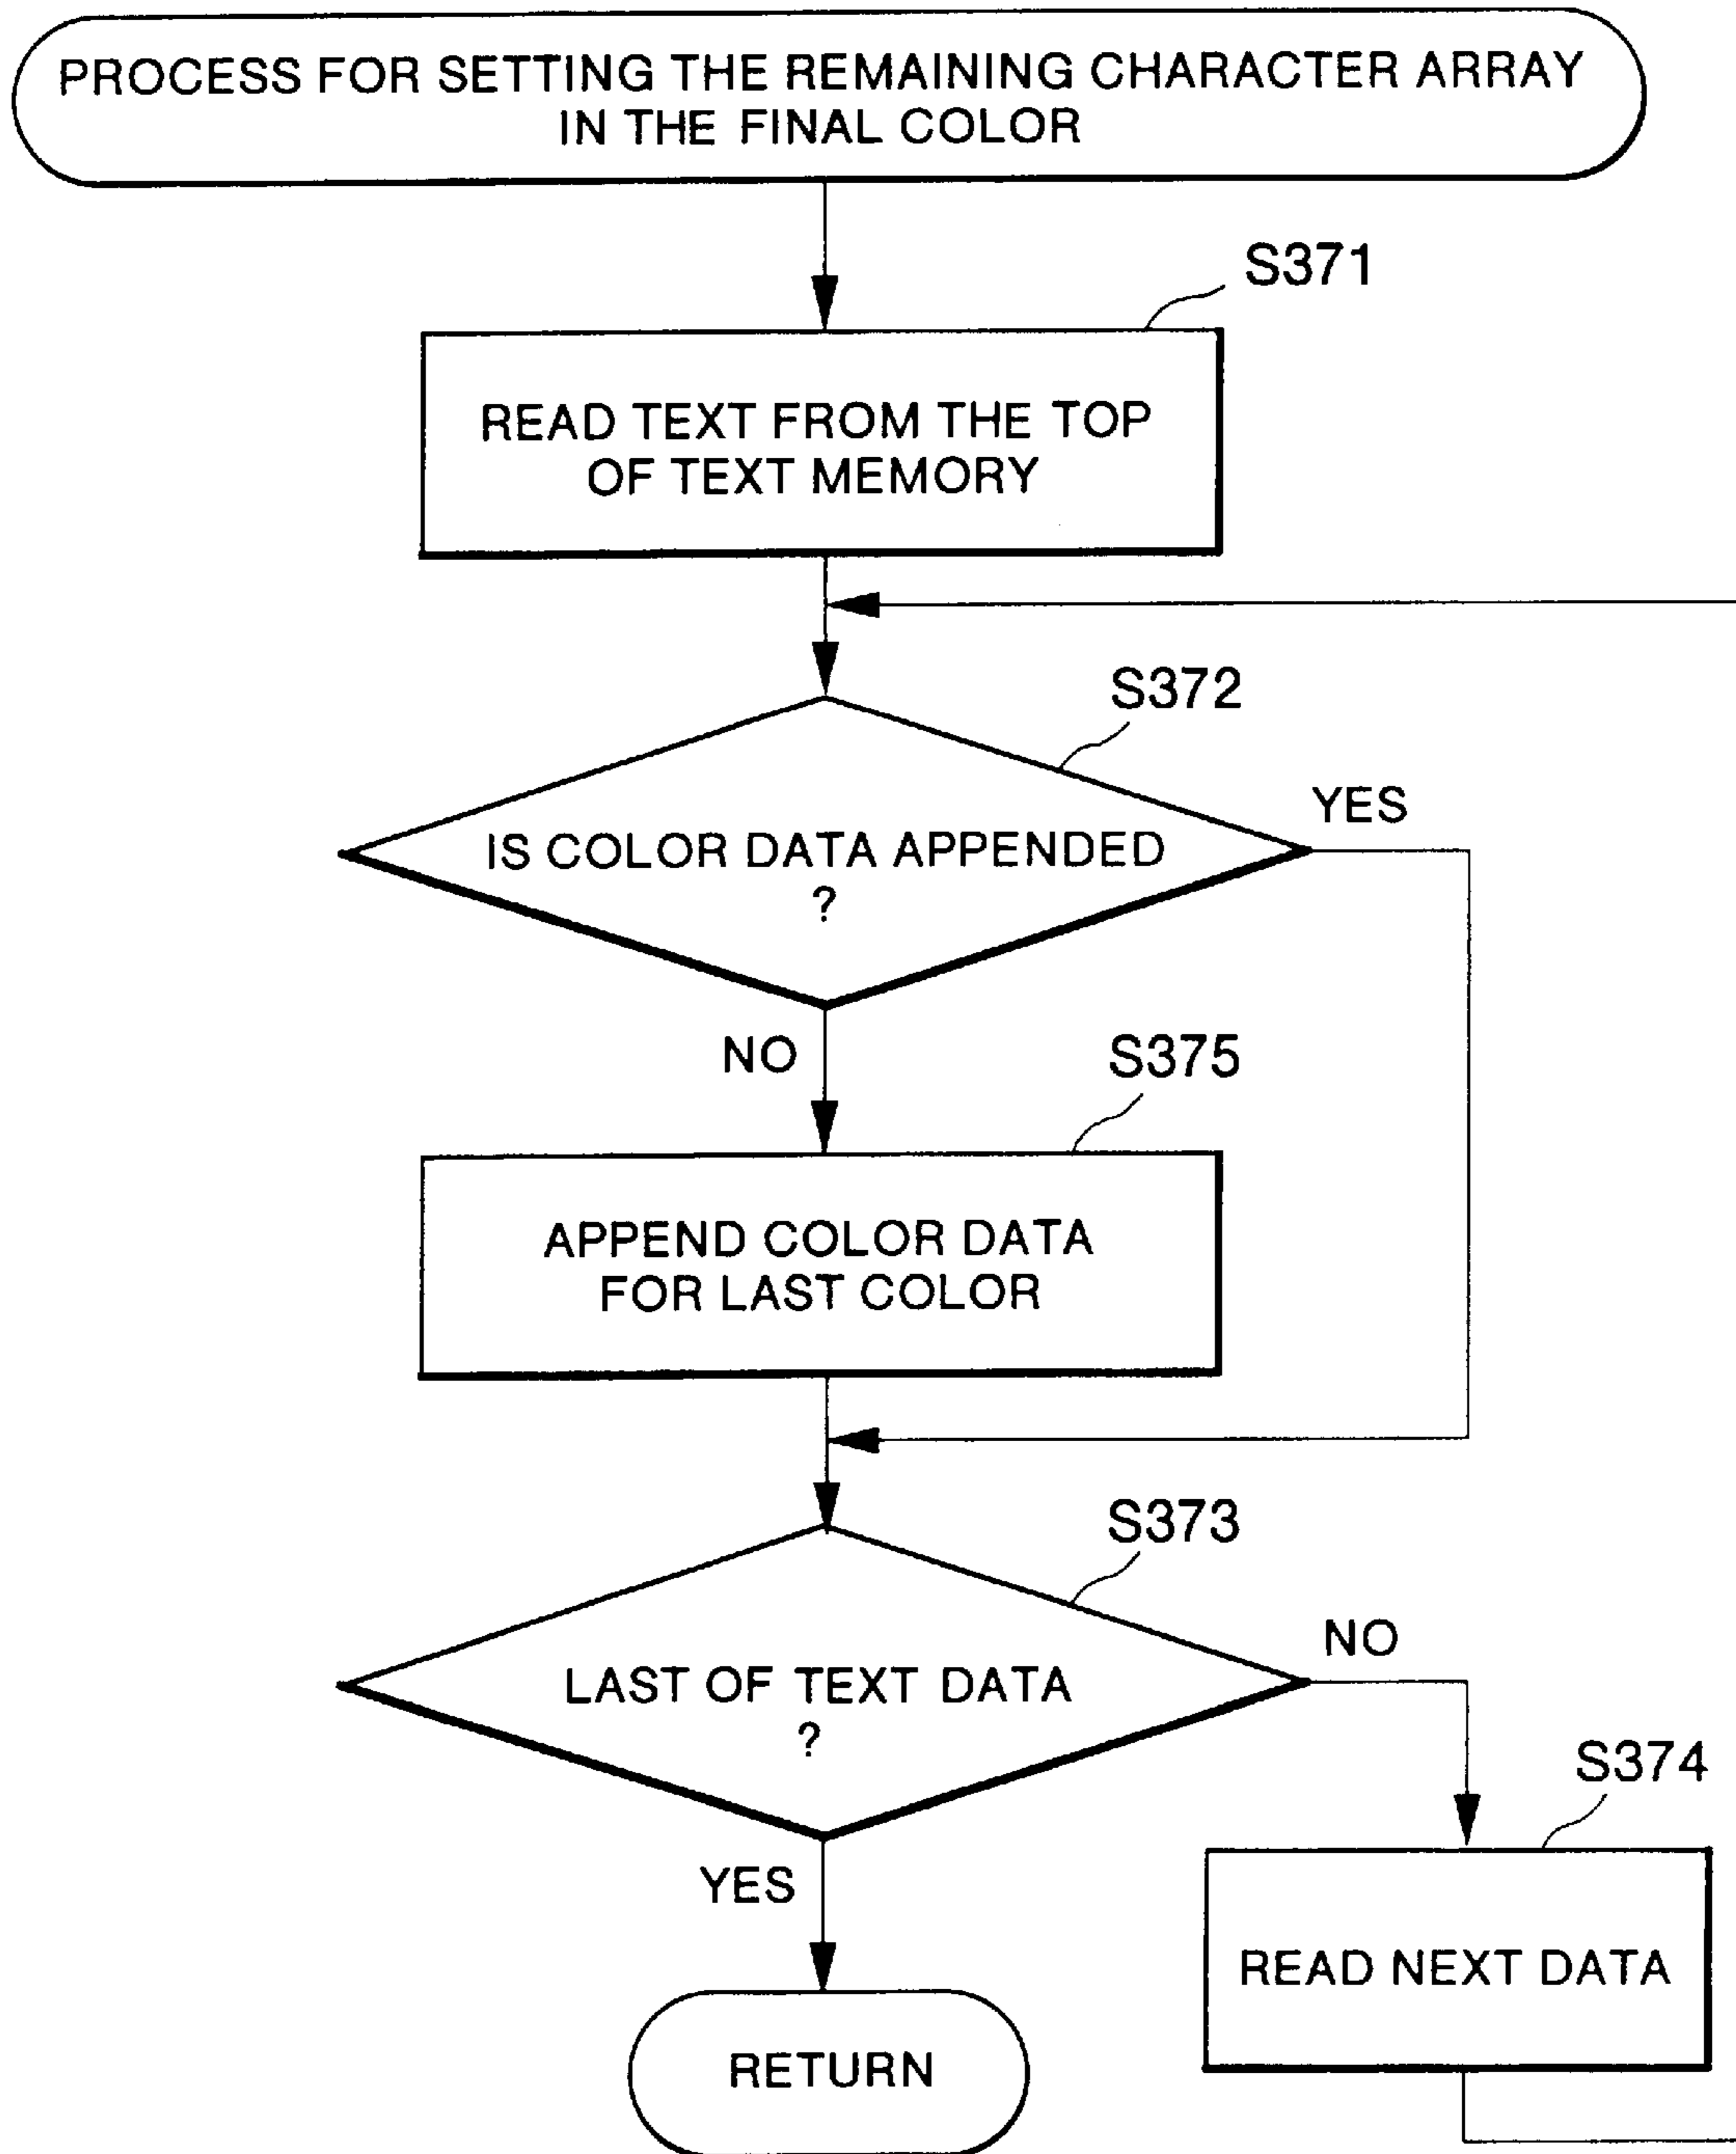 PROCESS FOR SETTING THE REMAINING CHARACTER ARRAY
IN THE FINAL COLOR
S371
READ TEXT FROM THE TOP
OF TEXT MEMORY
S372
YES
IS COLOR DATA APPENDED
?
NO
S375
APPEND COLOR DATA
FOR LAST COLOR
S373
NO
LAST OF TEXT DATA
?
S374
YES
READ NEXT DATA
RETURN